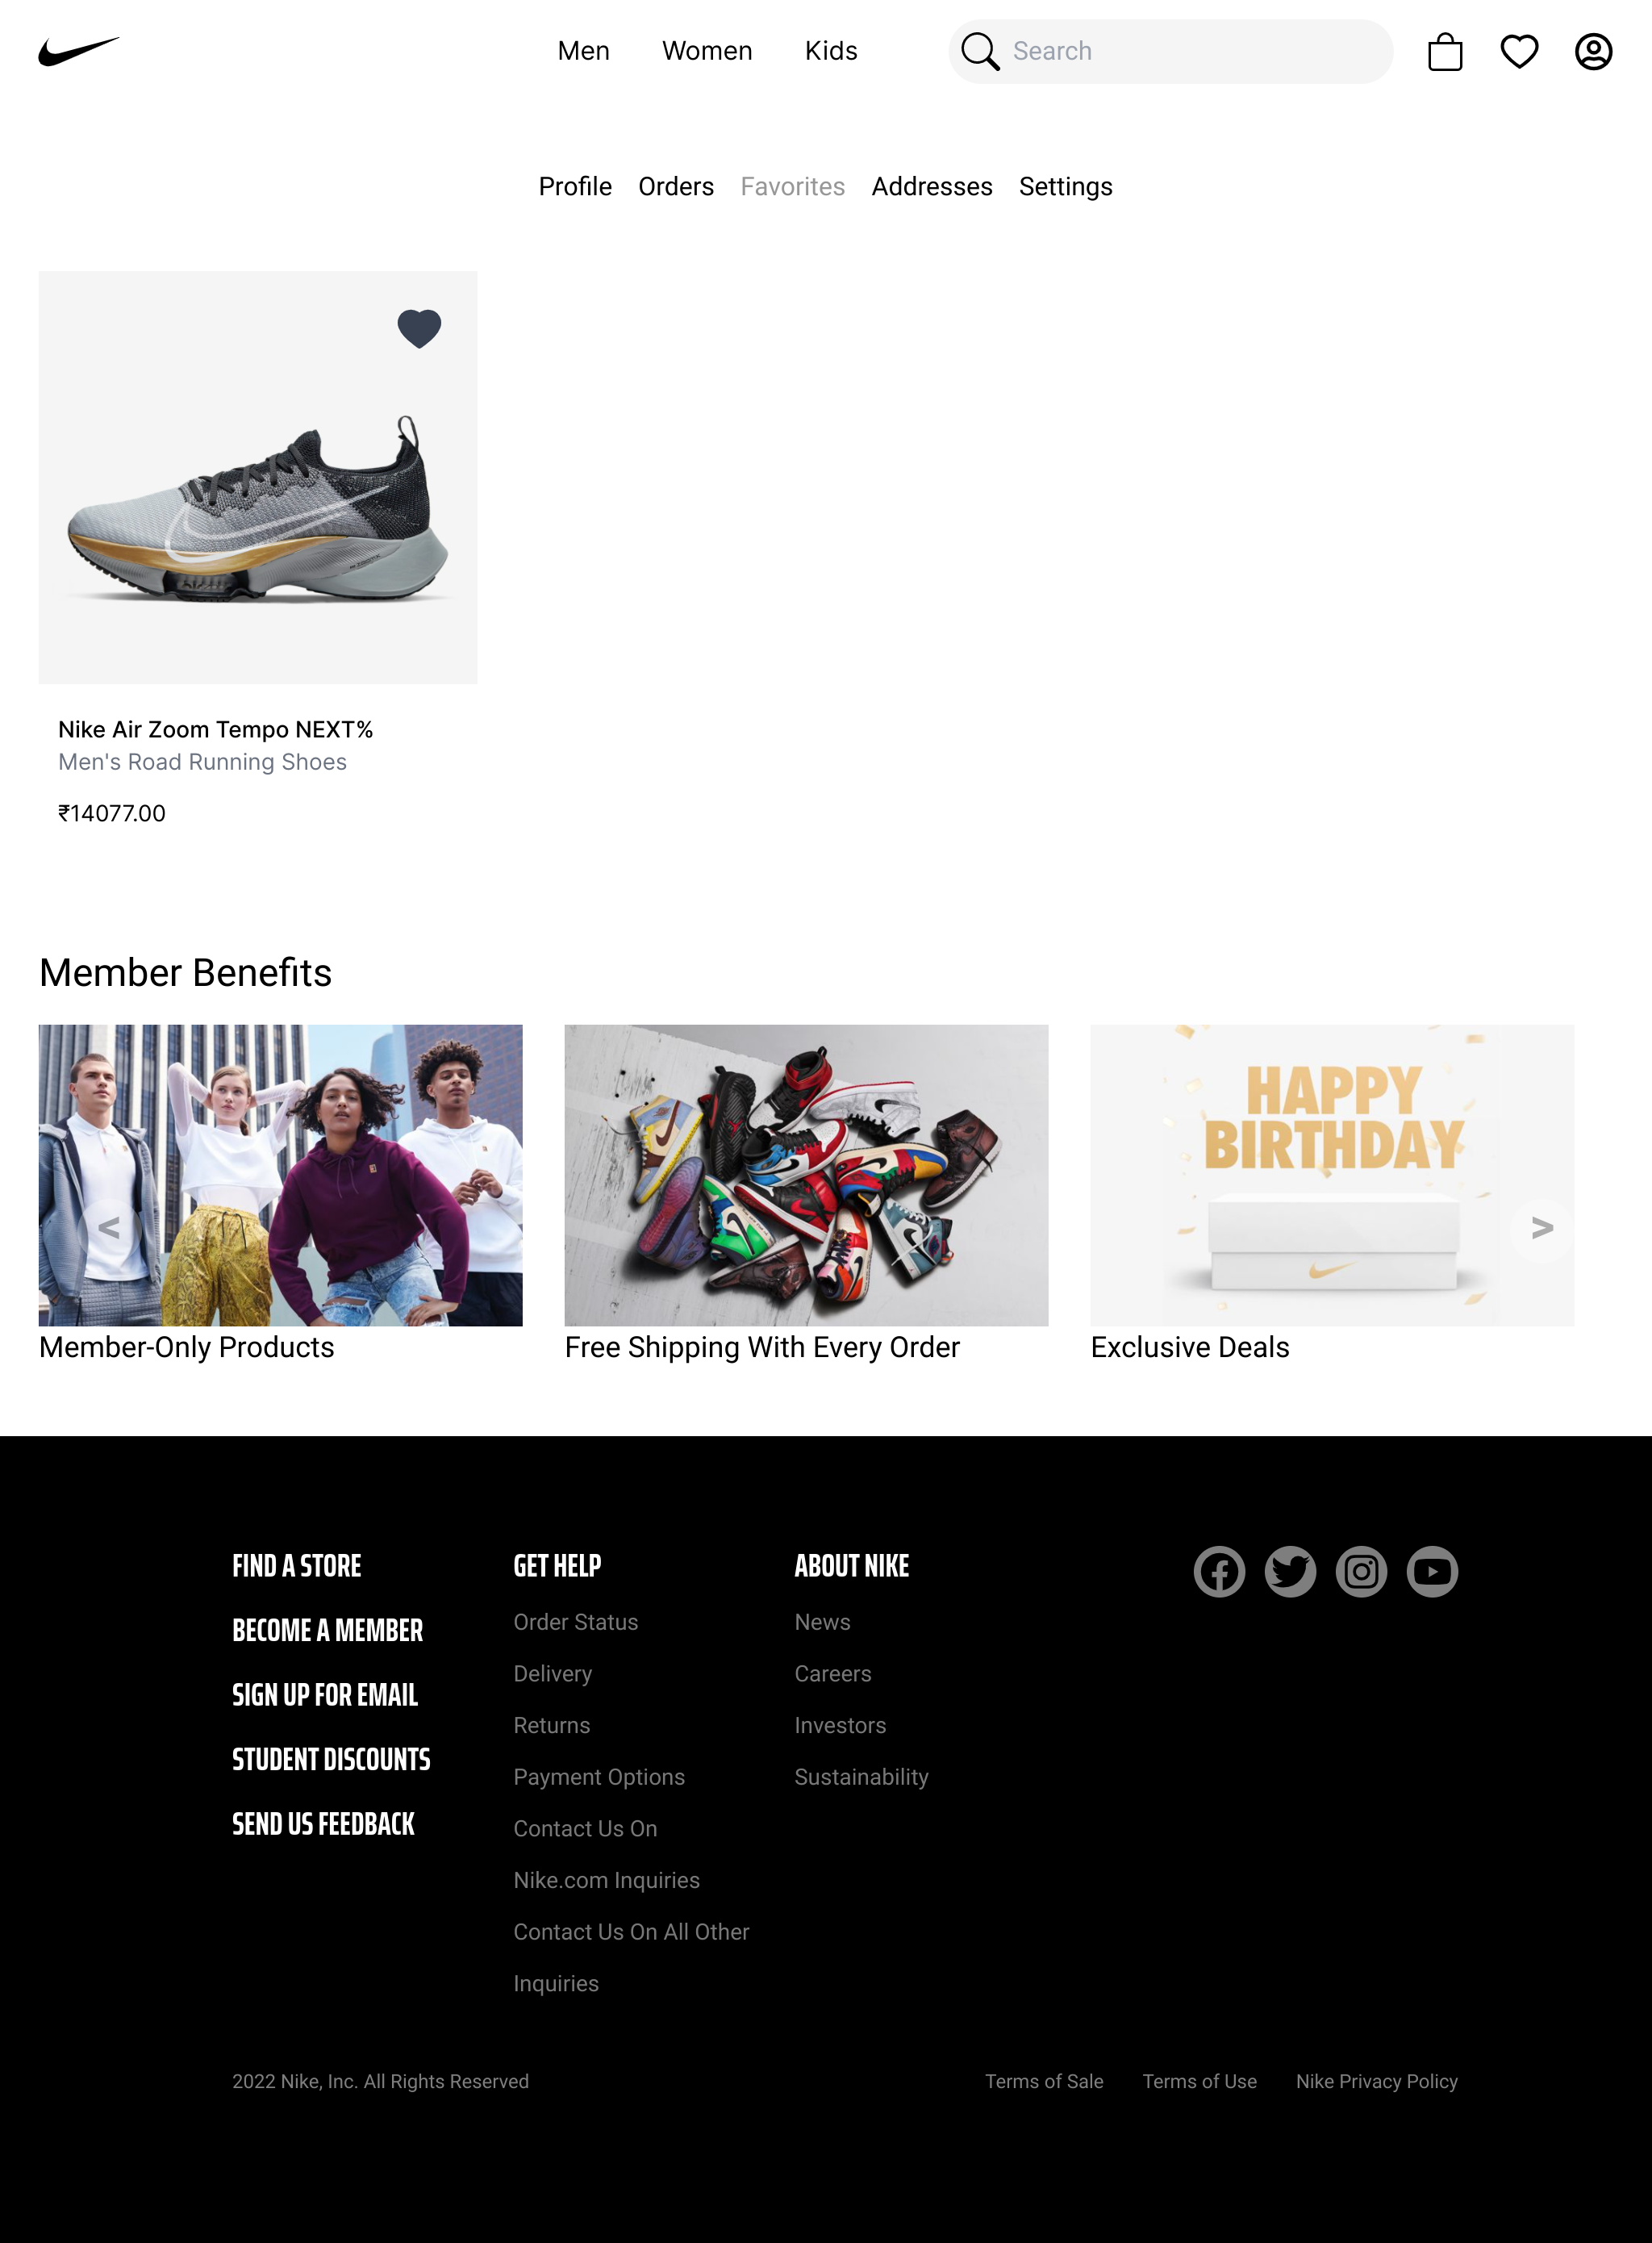 Men
Women
Kids
Search
Profile
Orders
Favorites
Addresses
Settings
Nike Air Zoom Tempo NEXT%
Men's Road Running Shoes
₹14077.00
Member Benefits
<
HAPPY
BIRTHDAY
>
Member-Only Products
Free Shipping With Every Order
Exclusive Deals
FIND A STORE
BECOME A MEMBER
SIGN UP FOR EMAIL
STUDENT DISCOUNTS
SEND US FEEDBACK
GET HELP
Order Status
Delivery
Returns
Payment Options
Contact Us On
Nike.com Inquiries
Contact Us On All Other
Inquiries
ABOUT NIKE
News
Careers
Investors
Sustainability
2022 Nike, Inc. All Rights Reserved
Terms of Sale
Terms of Use
Nike Privacy Policy